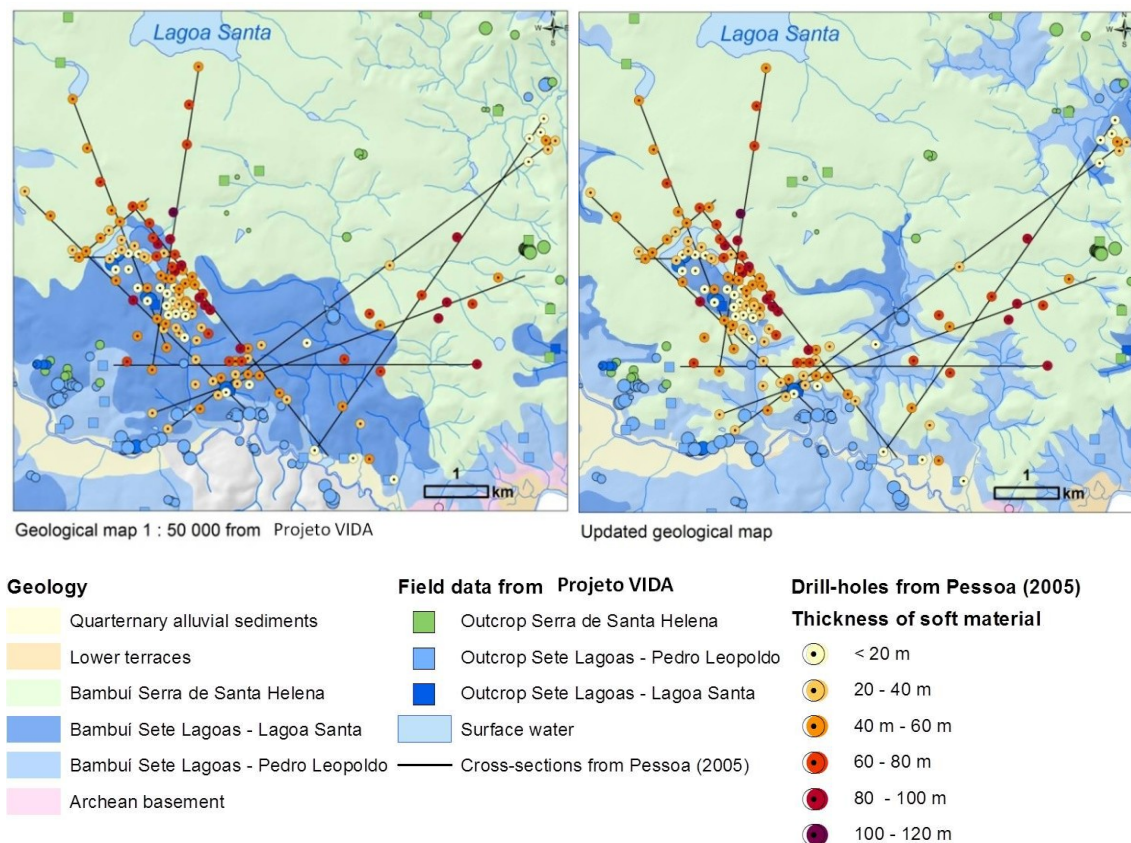 Lagoa Santa
N
W E
S
1
km
Geological map 1 : 50 000 from Projeto VIDA
Lagoa Santa
N
W E
S
1
km
Updated geological map
Geology
Quarternary alluvial sediments
Lower terraces
Bambuí Serra de Santa Helena
Bambuí Sete Lagoas - Lagoa Santa
Bambuí Sete Lagoas - Pedro Leopoldo
Archean basement
Field data from Projeto VIDA
Outcrop Serra de Santa Helena
Outcrop Sete Lagoas - Pedro Leopoldo
Outcrop Sete Lagoas - Lagoa Santa
Surface water
Cross-sections from Pessoa (2005)
Drill-holes from Pessoa (2005)
Thickness of soft material
< 20 m
20 - 40 m
40 m - 60 m
60 - 80 m
80 - 100 m
100 - 120 m